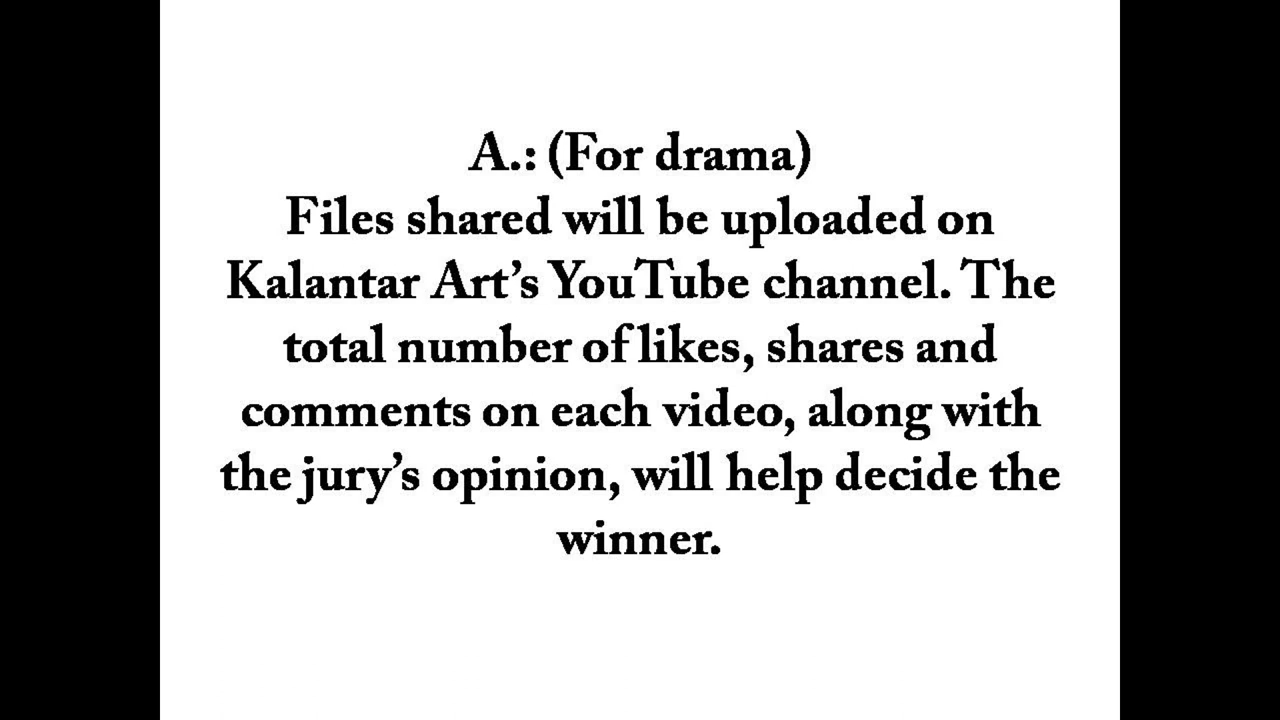 A.: (For drama)
Files shared will be uploaded on
Kalantar Art’s YouTube channel. The
total number of likes, shares and
comments on each video, along with
the jury’s opinion, will help decide the
winner.